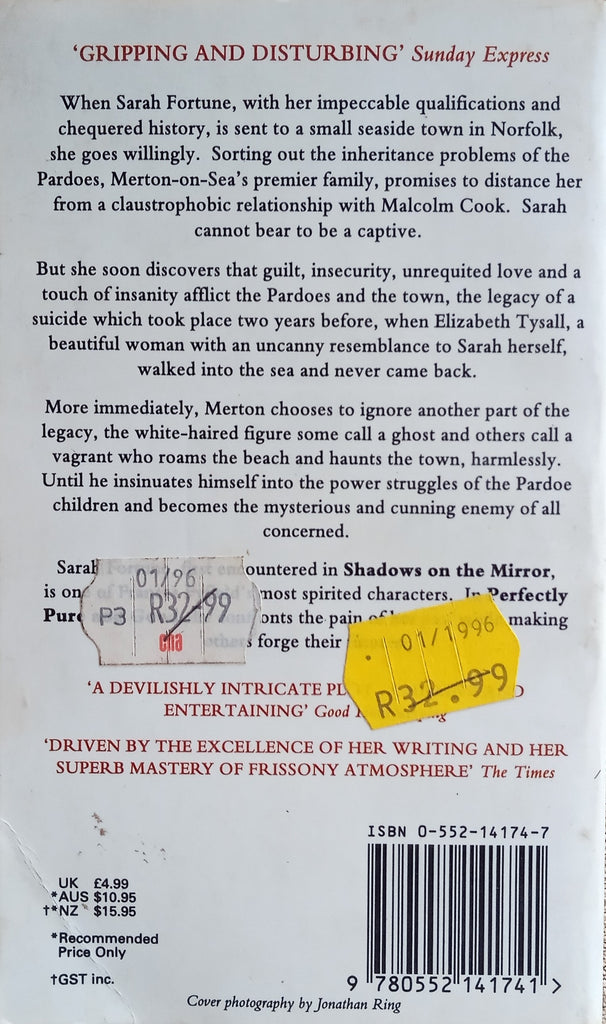 ‘GRIPPING AND DISTURBING’ Sunday Express
When Sarah Fortune, with her impeccable qualifications and
chequered history, is sent to a small seaside town in Norfolk,
she goes willingly. Sorting out the inheritance problems of the
Pardoes, Merton-on-Sea’s premier family, promises to distance her
from a claustrophobic relationship with Malcolm Cook. Sarah
cannot bear to be a captive.
But she soon discovers that guilt, insecurity, unrequited love and a
touch of insanity afflict the Pardoes and the town, the legacy of a
suicide which took place two years before, when Elizabeth Tysall, a
beautiful woman with an uncanny resemblance to Sarah herself,
walked into the sea and never came back.
More immediately, Merton chooses to ignore another part of the
legacy, the white-haired figure some call a ghost and others call a
vagrant who roams the beach and haunts the town, harmlessly.
Until he insinuates himself into the power struggles of the Pardoe
children and becomes the mysterious and cunning enemy of all
concerned.
Sarah Fortune, first encountered in Shadows on the Mirror,
is one of most spirited characters. In Perfectly
Pure the pain of her making
others forge their
01/96
P3 R32.99
cna
01/1996
R32.99
‘A DEVILISHLY INTRICATE
ENTERTAINING’ Good
‘DRIVEN BY THE EXCELLENCE OF HER WRITING AND HER
SUPERB MASTERY OF FRISSONY ATMOSPHERE’ The Times
ISBN 0-552-14174-7
UK £4.99
*AUS $10.95
†*NZ $15.95
*Recommended
Price Only
†GST inc.
9 780552 141741 >
Cover photography by Jonathan Ring